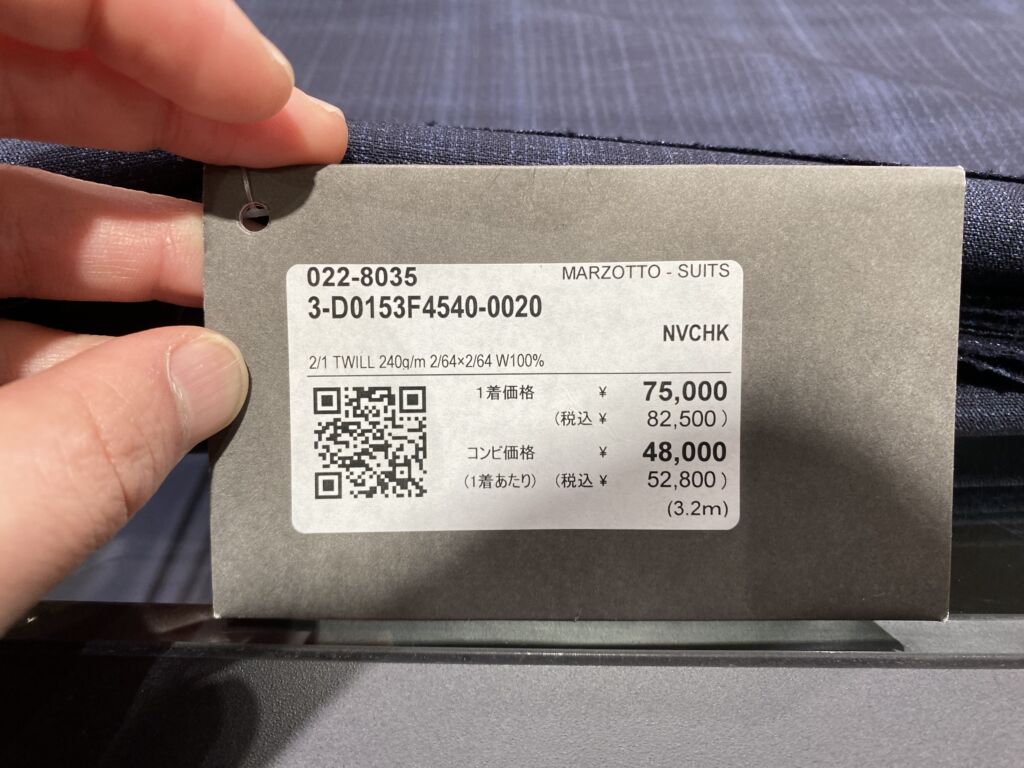 022-8035 MARZOTTO - SUITS
3-D0153F4540-0020
NVCHK
2/1 TWILL 240g/m 2/64×2/64 W100%
1着価格 ¥ 75,000
(税込 ¥ 82,500 )
コンビ価格 ¥ 48,000
(1着あたり) (税込 ¥ 52,800 )
(3.2m)